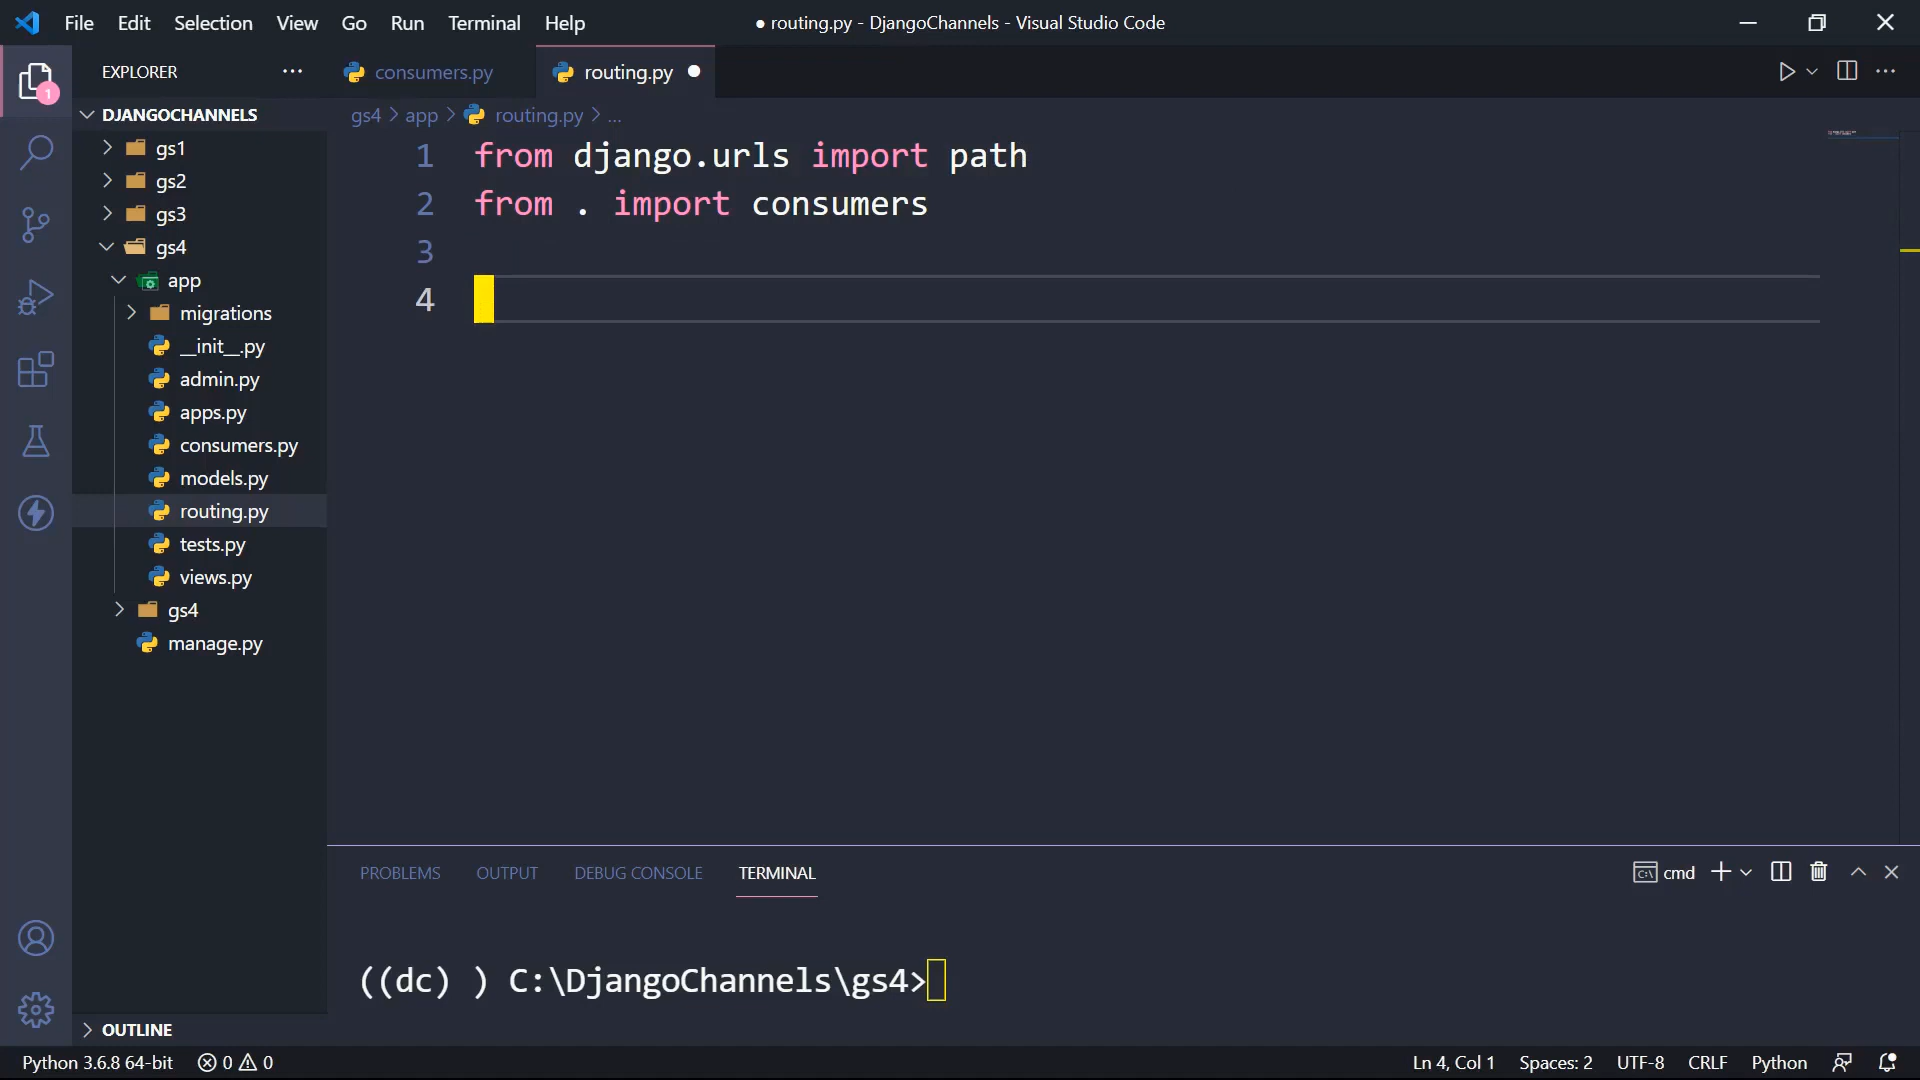 File Edit Selection View Go Run Terminal Help
● routing.py - DjangoChannels - Visual Studio Code
EXPLORER
consumers.py
routing.py
1
DJANGOCHANNELS
gs4 > app > routing.py > ...
gs1
gs2
gs3
gs4
app
migrations
__init__.py
admin.py
apps.py
consumers.py
models.py
routing.py
tests.py
views.py
gs4
manage.py
OUTLINE
1 from django.urls import path
2 from . import consumers
3
4
PROBLEMS OUTPUT DEBUG CONSOLE TERMINAL
cmd
((dc) ) C:\DjangoChannels\gs4>
Python 3.6.8 64-bit 0 0
Ln 4, Col 1 Spaces: 2 UTF-8 CRLF Python